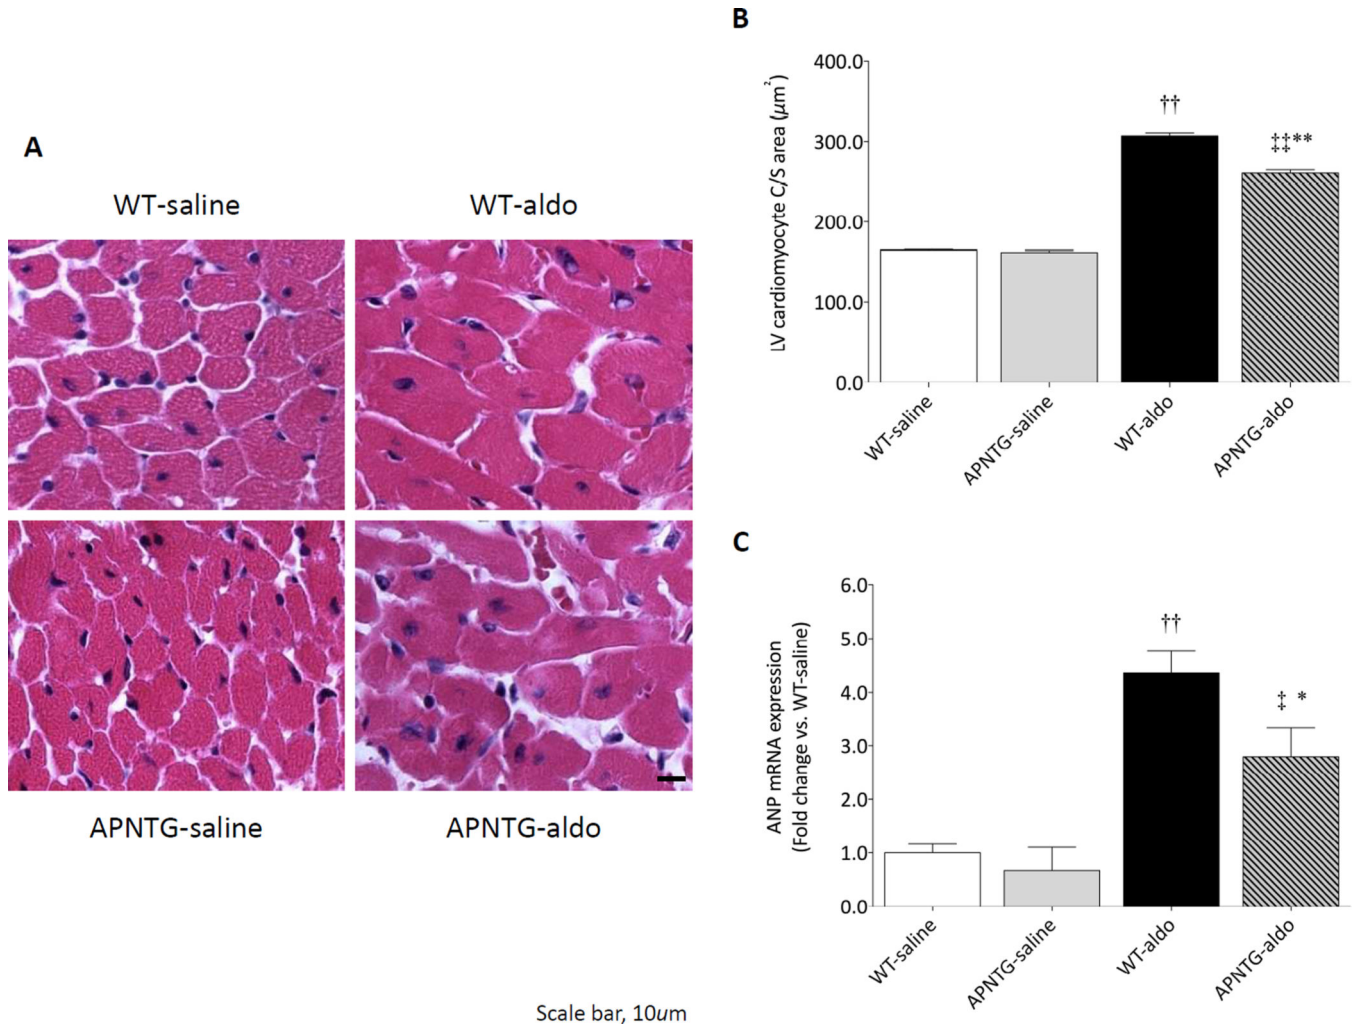 A
WT-saline
WT-aldo
APNTG-saline
APNTG-aldo
Scale bar, 10um
B
LV cardiomyocyte C/S area (μm²)
400.0
300.0
200.0
100.0
0.0
††
‡‡**
WT-saline
APNTG-saline
WT-aldo
APNTG-aldo
C
ANP mRNA expression
(Fold change vs. WT-saline)
6.0
5.0
4.0
3.0
2.0
1.0
0.0
††
‡ *
WT-saline
APNTG-saline
WT-aldo
APNTG-aldo